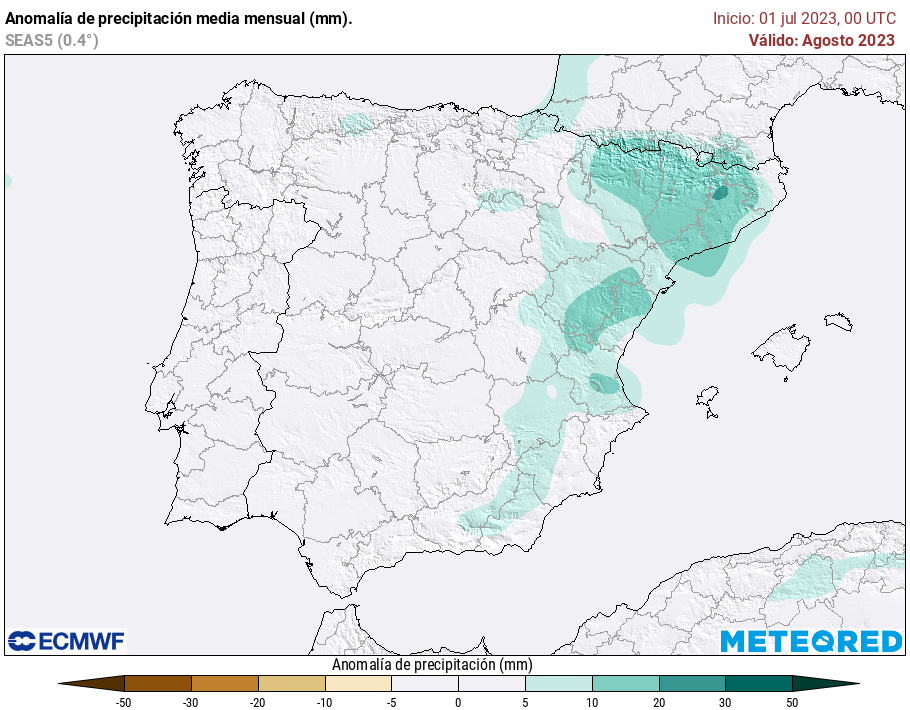 Anomalía de precipitación media mensual (mm).
Inicio: 01 jul 2023, 00 UTC
SEAS5 (0.4°)
Válido: Agosto 2023
ECMWF
METEORED
Anomalía de precipitación (mm)
-50 -30 -20 -10 -5 0 5 10 20 30 50